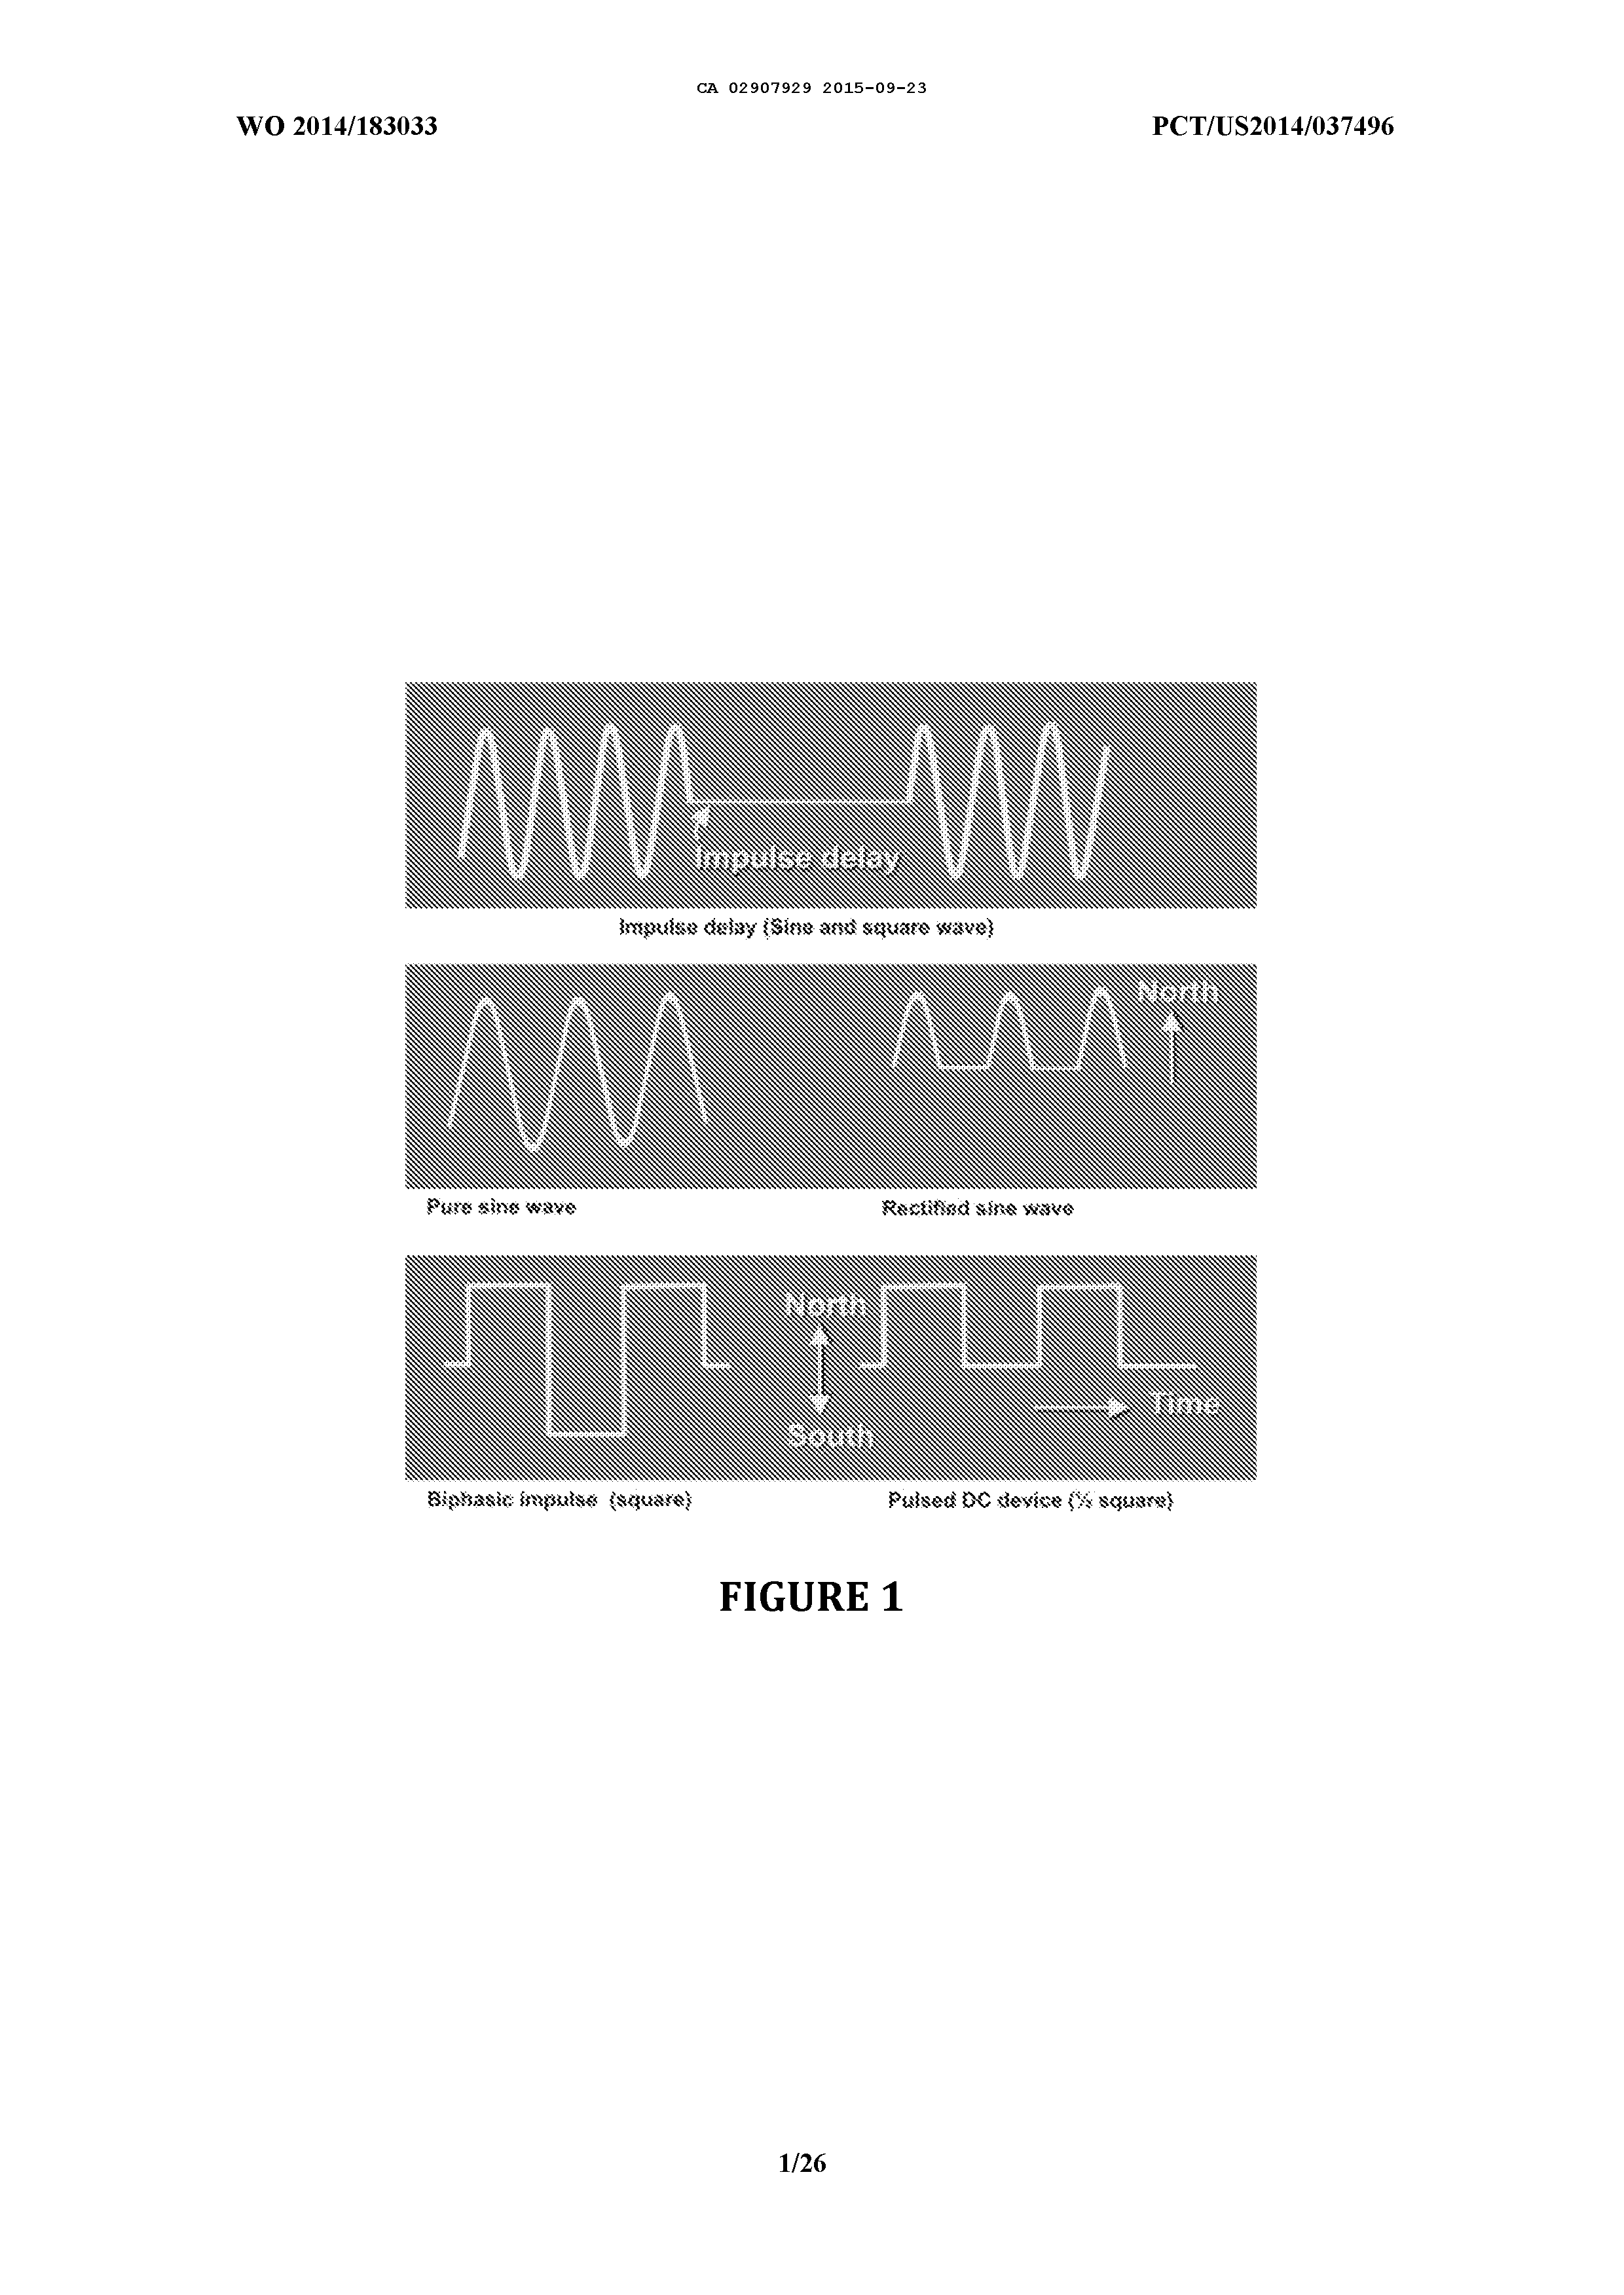 CA 02907929 2015-09-23
WO 2014/183033 PCT/US2014/037496
Impulse delay
Impulse delay (Sine and square wave)
North
Pure sine wave Rectified sine wave
North
Time
South
Biphasic impulse (square) Pulsed DC device (½ square)
FIGURE 1
1/26